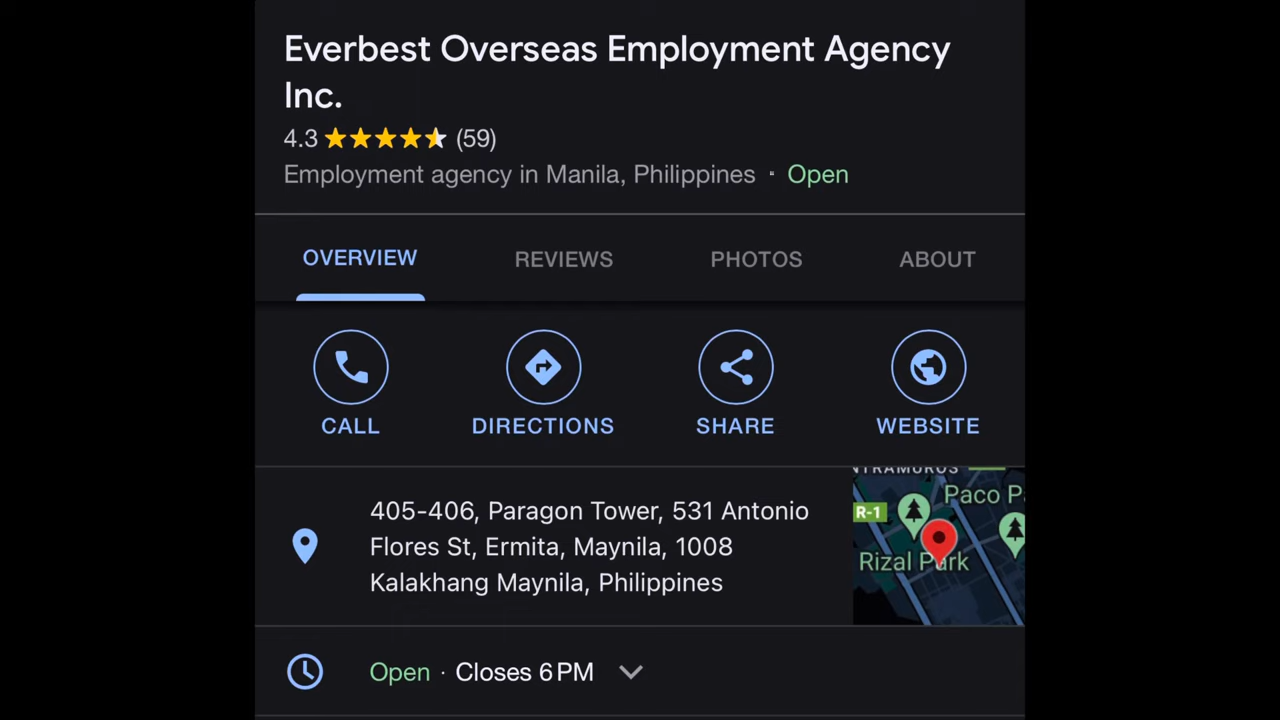 Everbest Overseas Employment Agency
Inc.
4.3 (59)
Employment agency in Manila, Philippines · Open
OVERVIEW REVIEWS PHOTOS ABOUT
CALL DIRECTIONS SHARE WEBSITE
405-406, Paragon Tower, 531 Antonio
Flores St, Ermita, Maynila, 1008
Kalakhang Maynila, Philippines
Paco P
R-1
Rizal Park
Open · Closes 6 PM